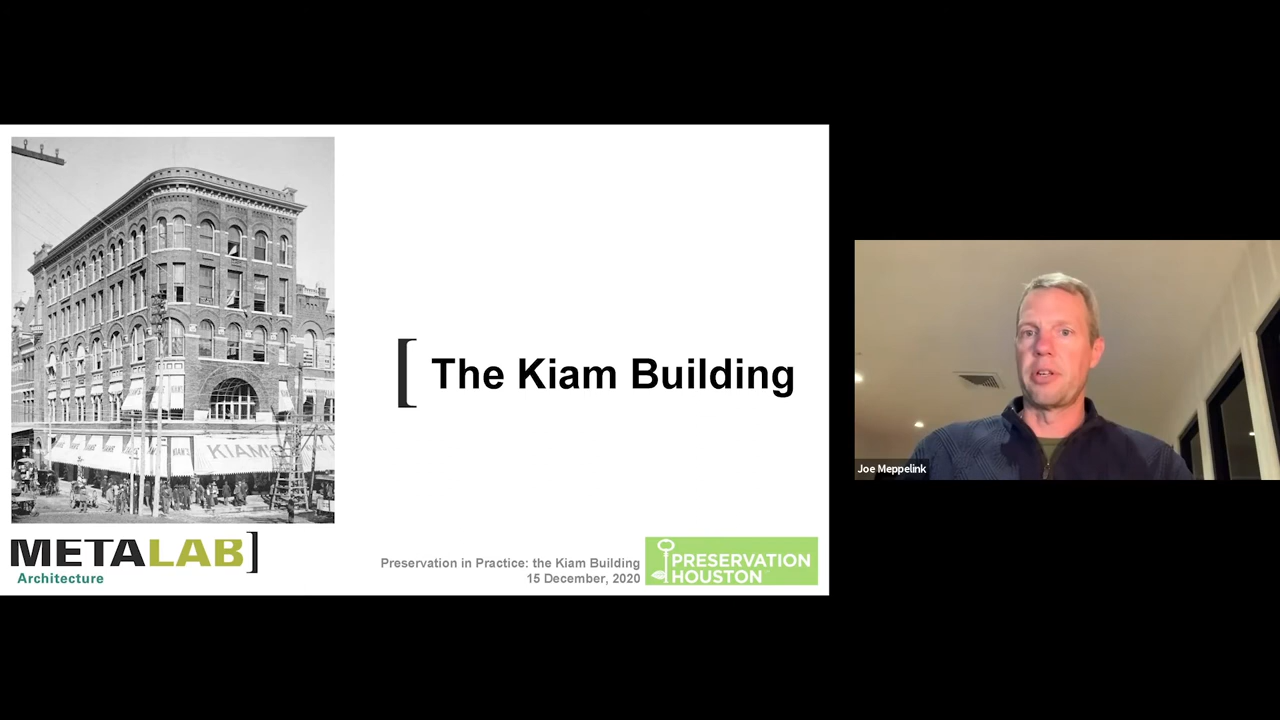 KIAM'S
[ The Kiam Building
METALAB]
Architecture
Preservation in Practice: the Kiam Building
15 December, 2020
PRESERVATION
HOUSTON
Joe Meppelink